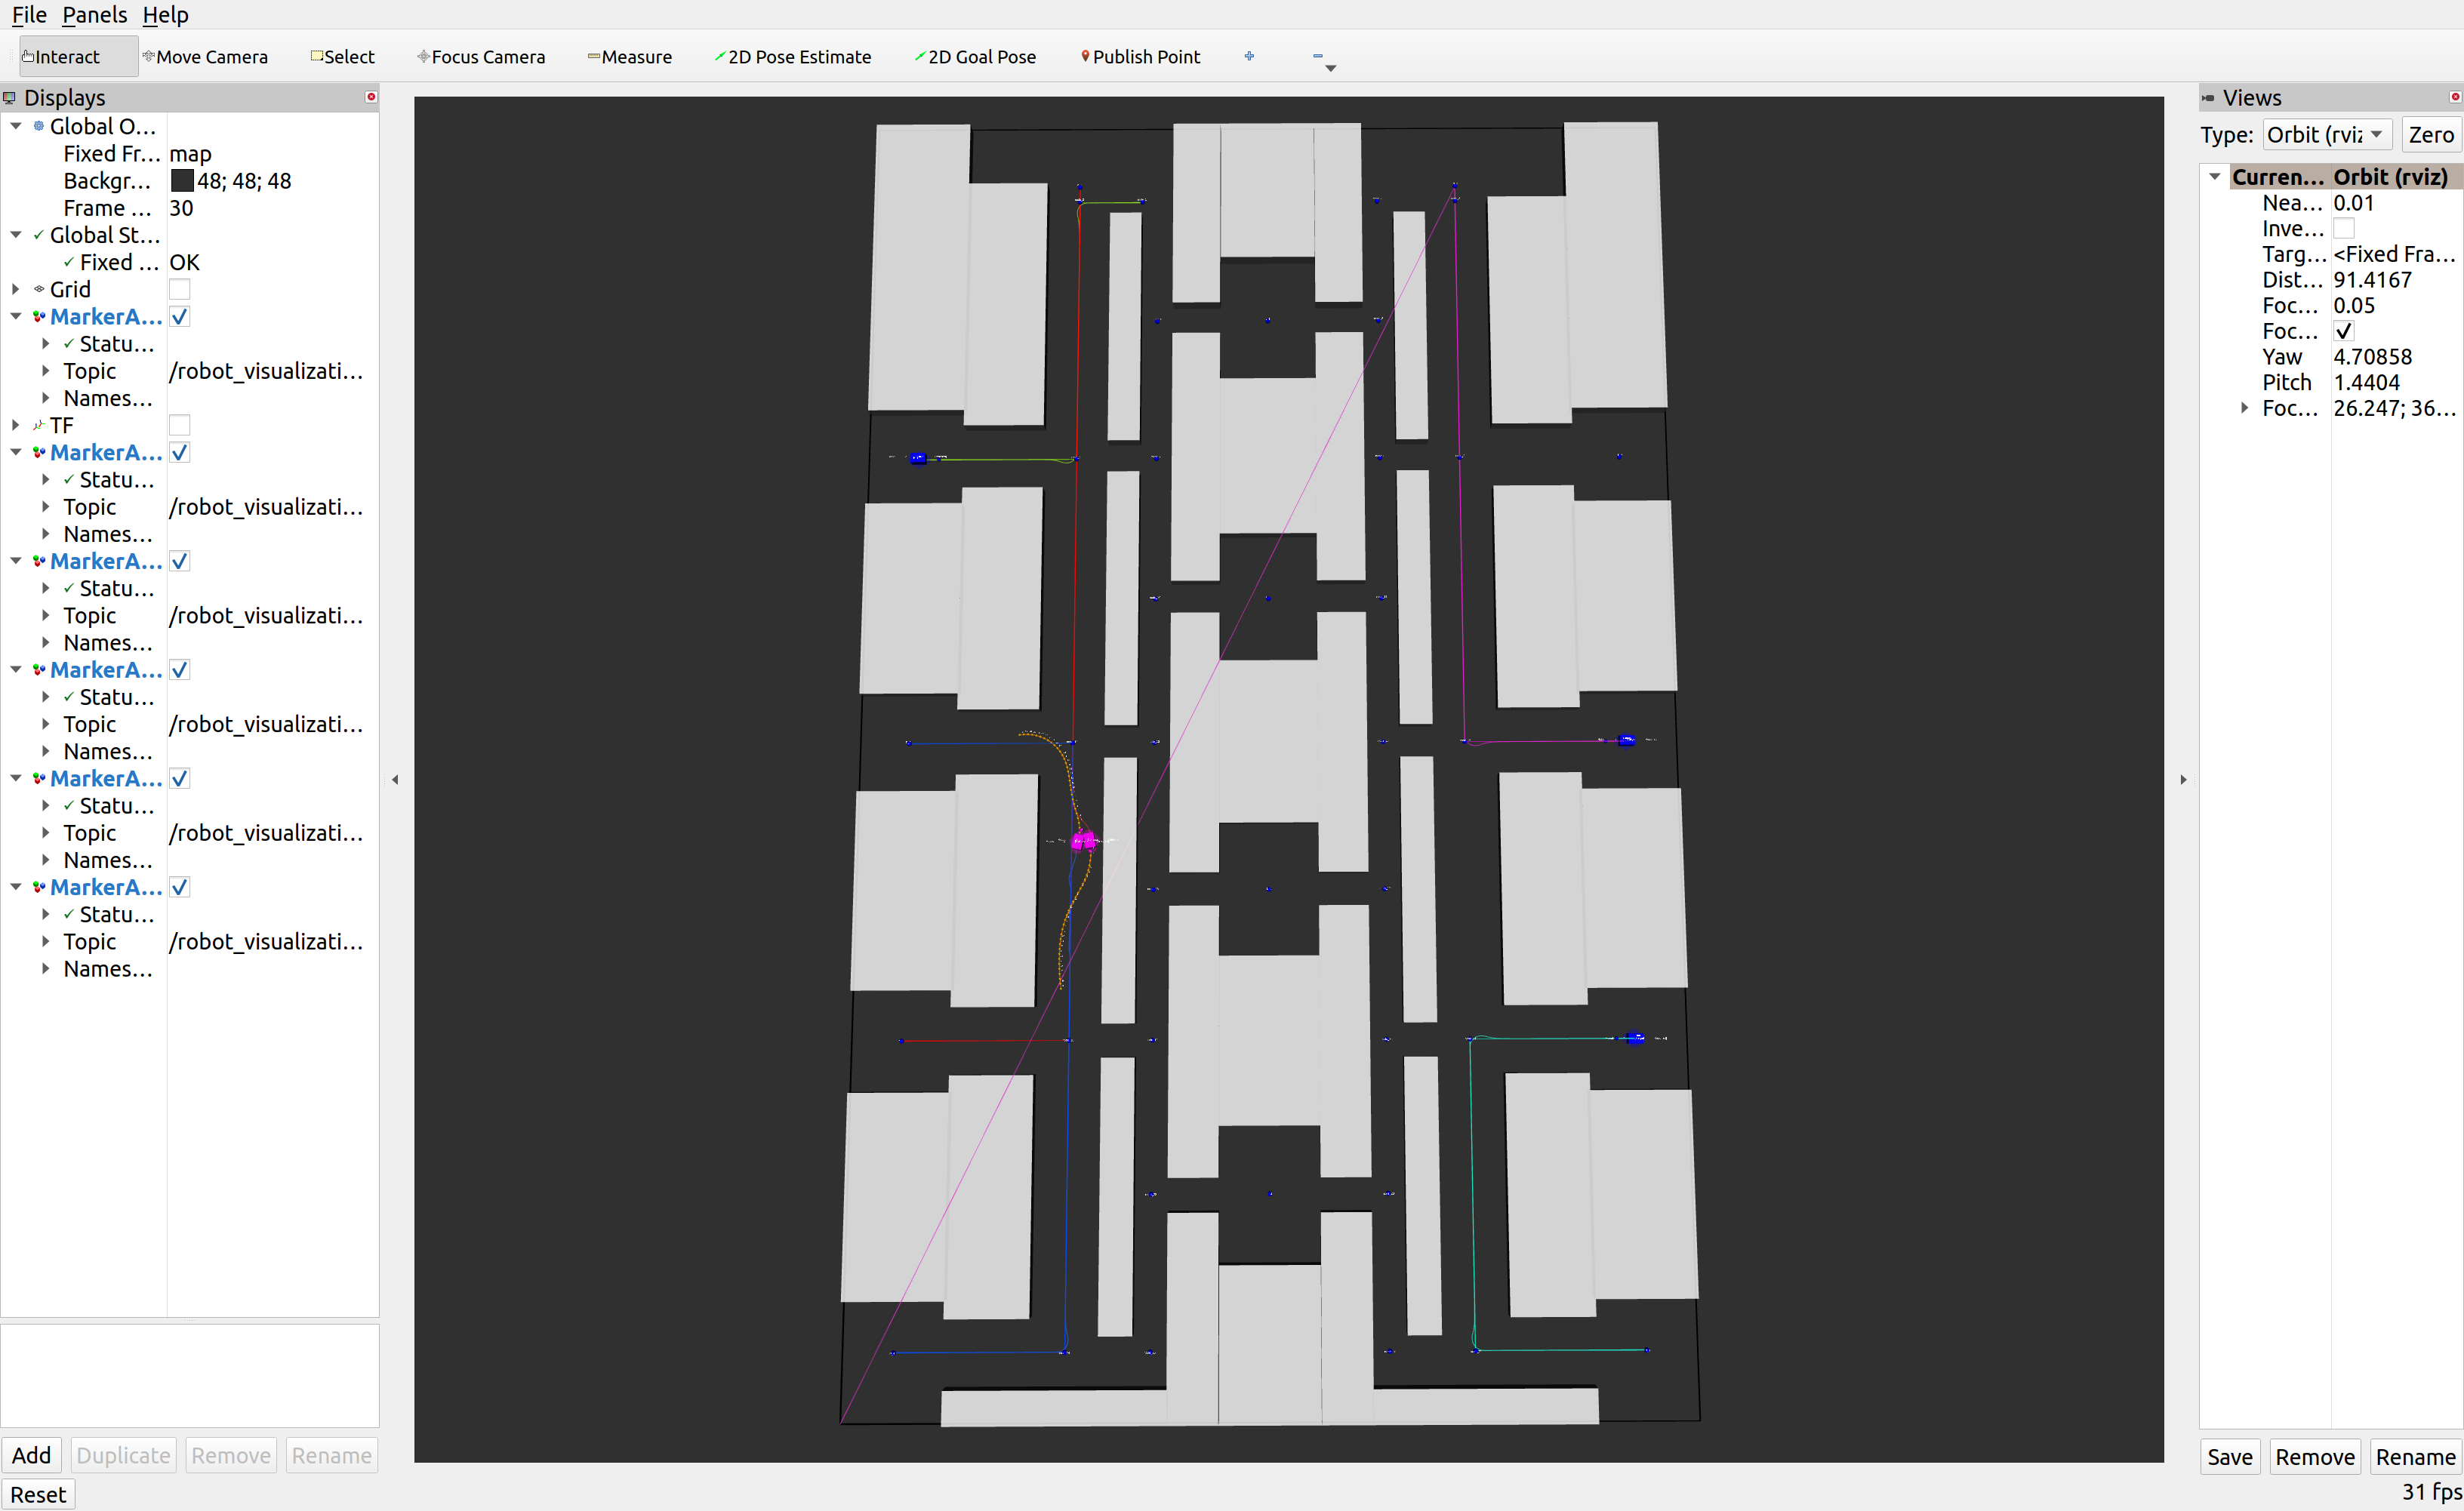 File Panels Help
Interact Move Camera Select Focus Camera Measure 2D Pose Estimate 2D Goal Pose Publish Point
Displays
Global O...
Fixed Fr... map
Backgr... 48; 48; 48
Frame ... 30
Global St...
Fixed ... OK
Grid
MarkerA...
Statu...
Topic /robot_visualizati...
Names...
TF
MarkerA...
Statu...
Topic /robot_visualizati...
Names...
MarkerA...
Statu...
Topic /robot_visualizati...
Names...
MarkerA...
Statu...
Topic /robot_visualizati...
Names...
MarkerA...
Statu...
Topic /robot_visualizati...
Names...
MarkerA...
Statu...
Topic /robot_visualizati...
Names...
Add Duplicate Remove Rename
Reset
Views
Type: Orbit (rviz Zero
Curren... Orbit (rviz)
Nea... 0.01
Inve...
Targ... <Fixed Fra...
Dist... 91.4167
Foc... 0.05
Foc...
Yaw 4.70858
Pitch 1.4404
Foc... 26.247; 36...
Save Remove Rename
31 fps